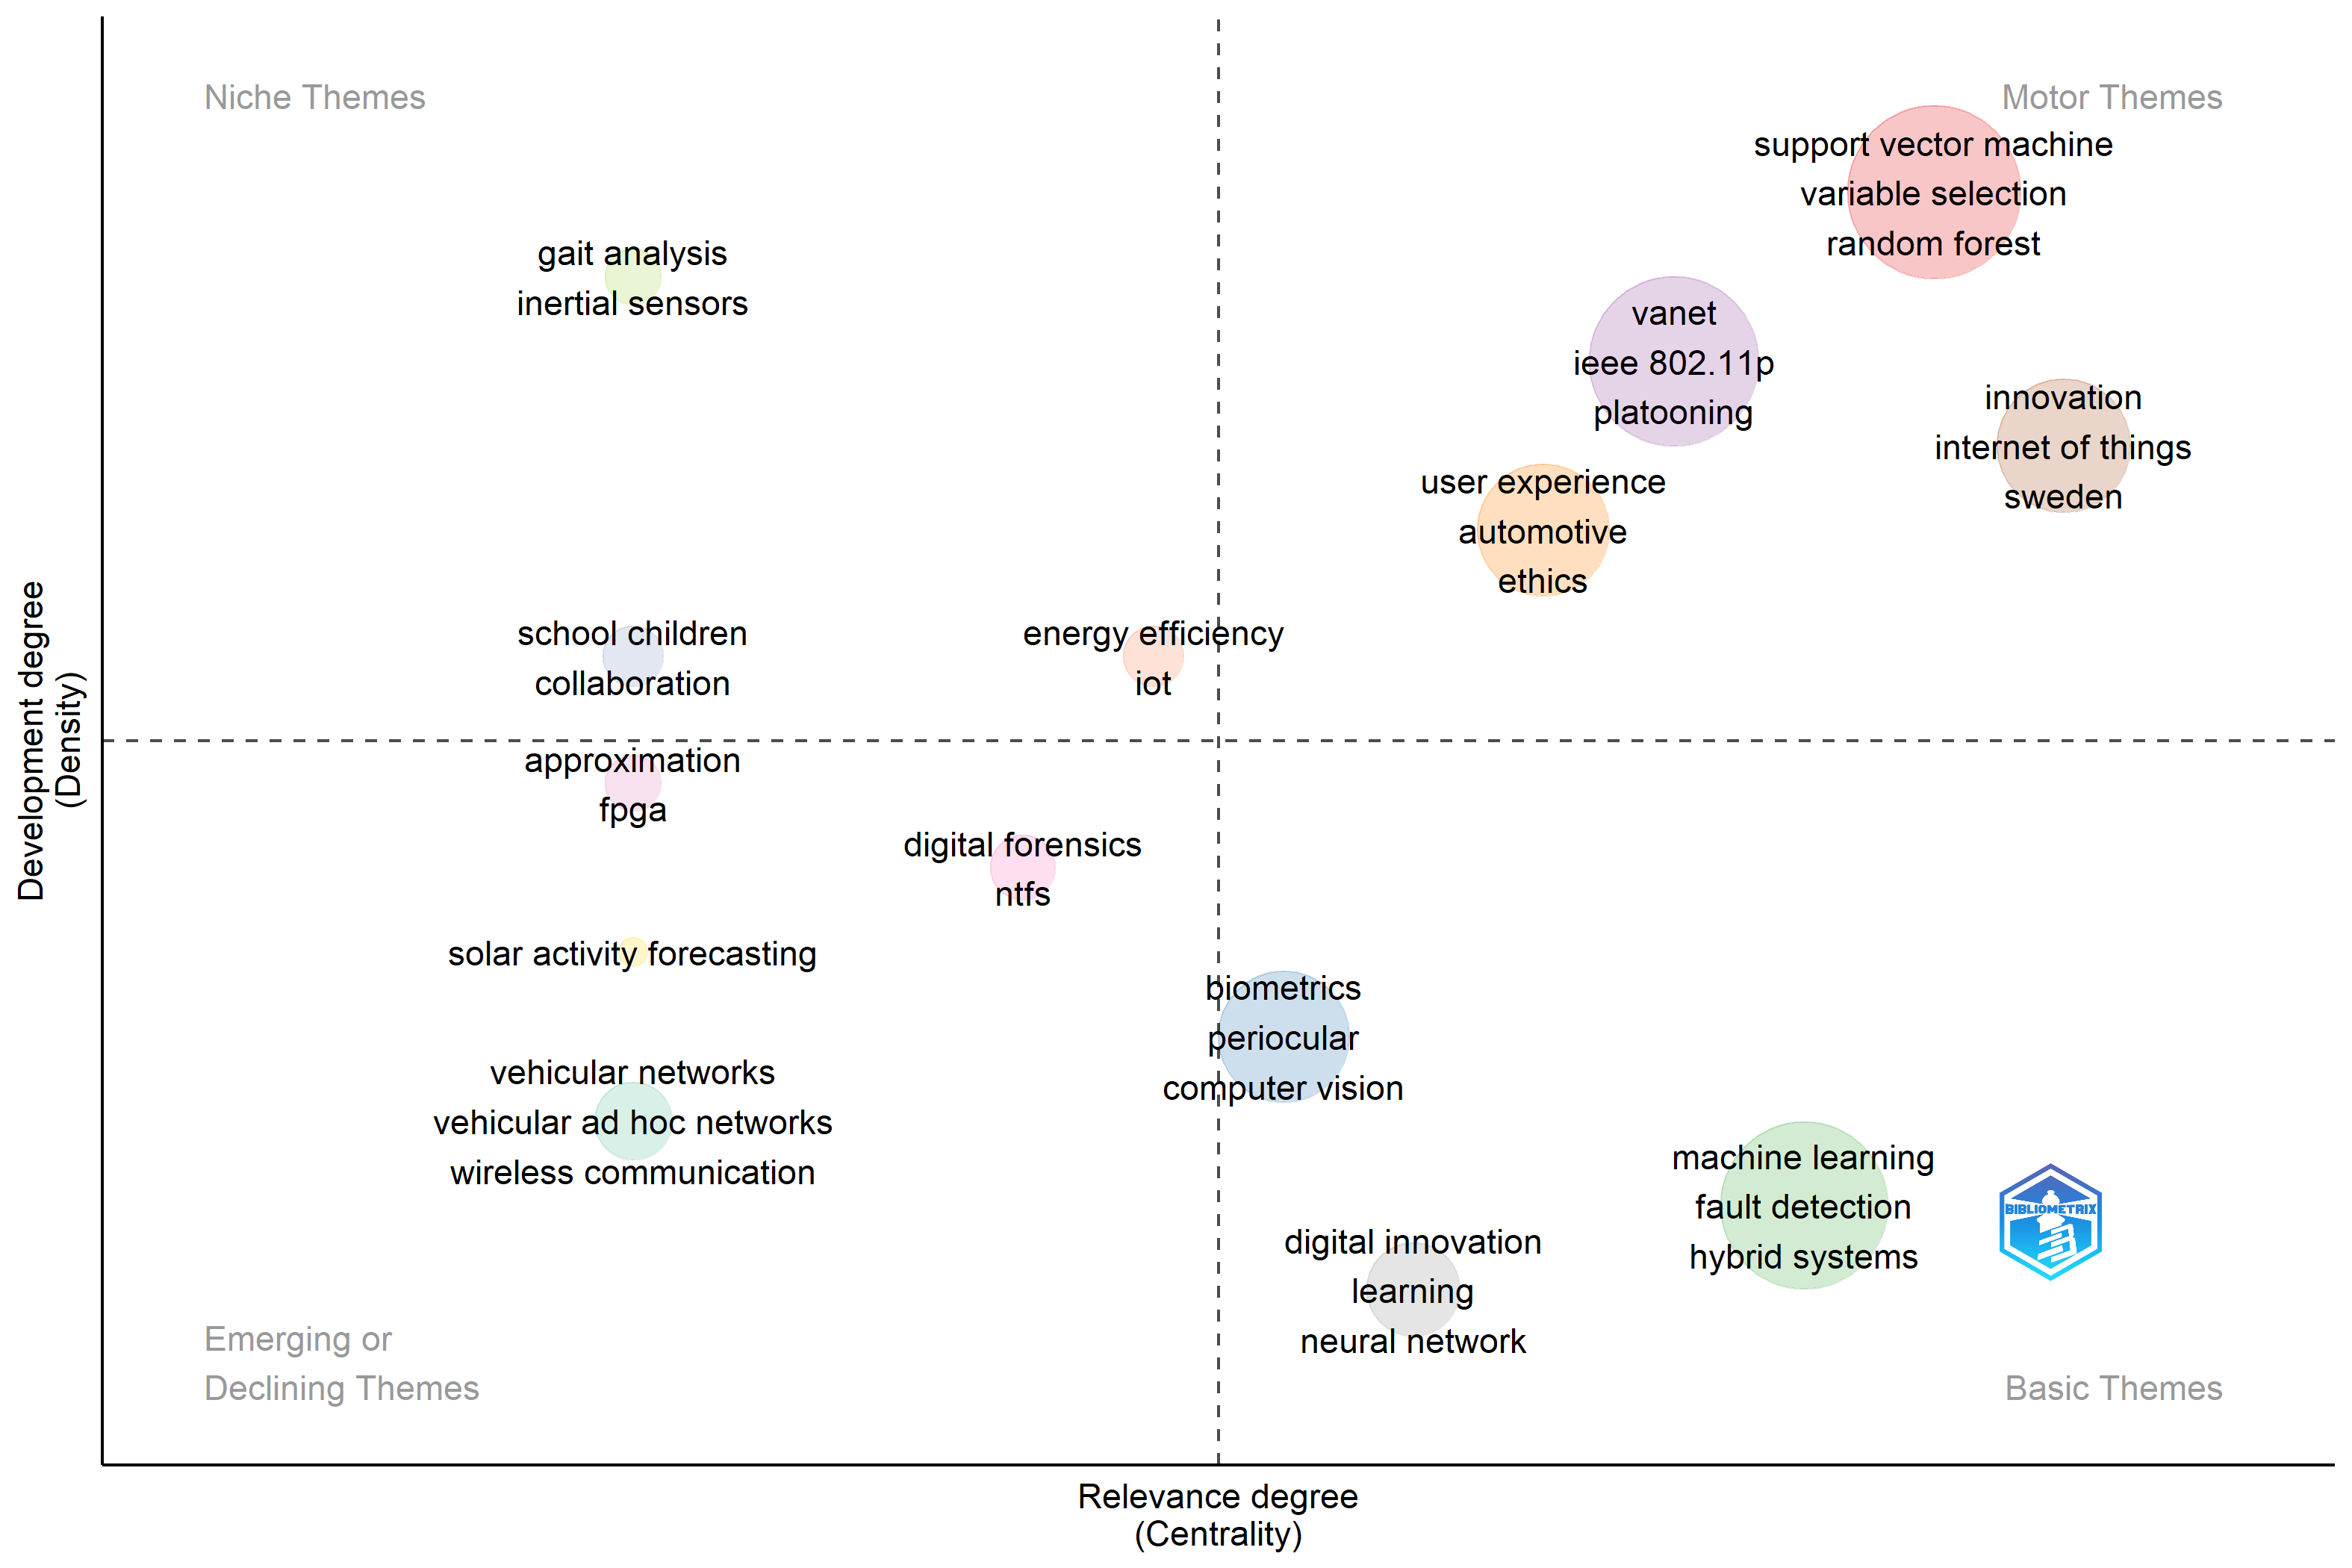 Niche Themes
Motor Themes
support vector machine
variable selection
random forest
gait analysis
inertial sensors
vanet
ieee 802.11p
platooning
innovation
internet of things
sweden
user experience
automotive
ethics
school children
collaboration
energy efficiency
iot
approximation
fpga
digital forensics
ntfs
solar activity forecasting
biometrics
periocular
computer vision
vehicular networks
vehicular ad hoc networks
wireless communication
machine learning
fault detection
hybrid systems
BIBLIOMETRIX
digital innovation
learning
neural network
Emerging or
Declining Themes
Basic Themes
Development degree
(Density)
Relevance degree
(Centrality)